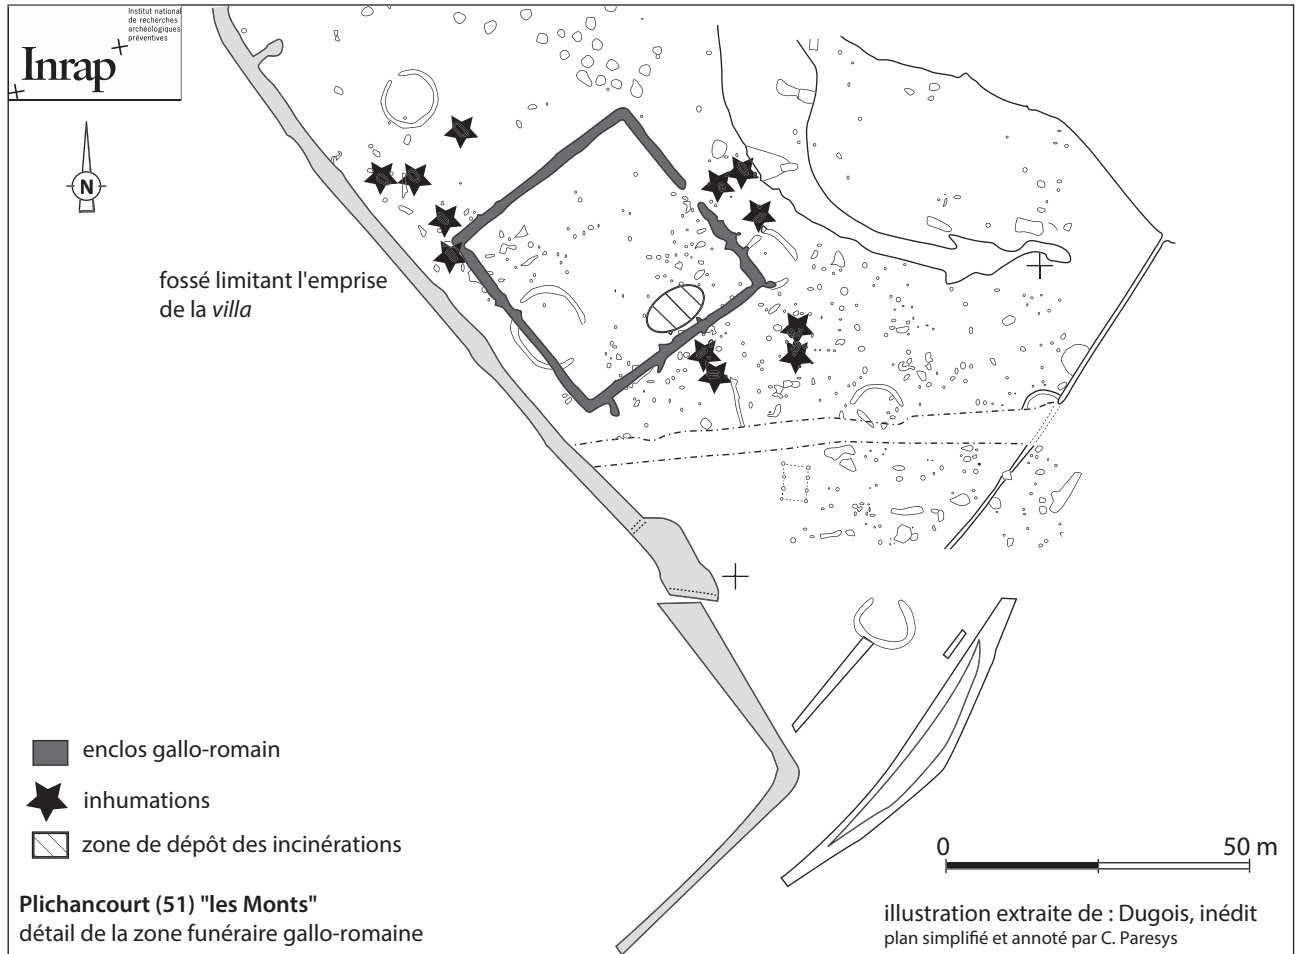 Institut national
de recherches
archéologiques
préventives
Inrap
N
fossé limitant l'emprise
de la villa
enclos gallo-romain
inhumations
zone de dépôt des incinérations
0 50 m
Plichancourt (51) "les Monts"
détail de la zone funéraire gallo-romaine
illustration extraite de : Dugois, inédit
plan simplifié et annoté par C. Paresys